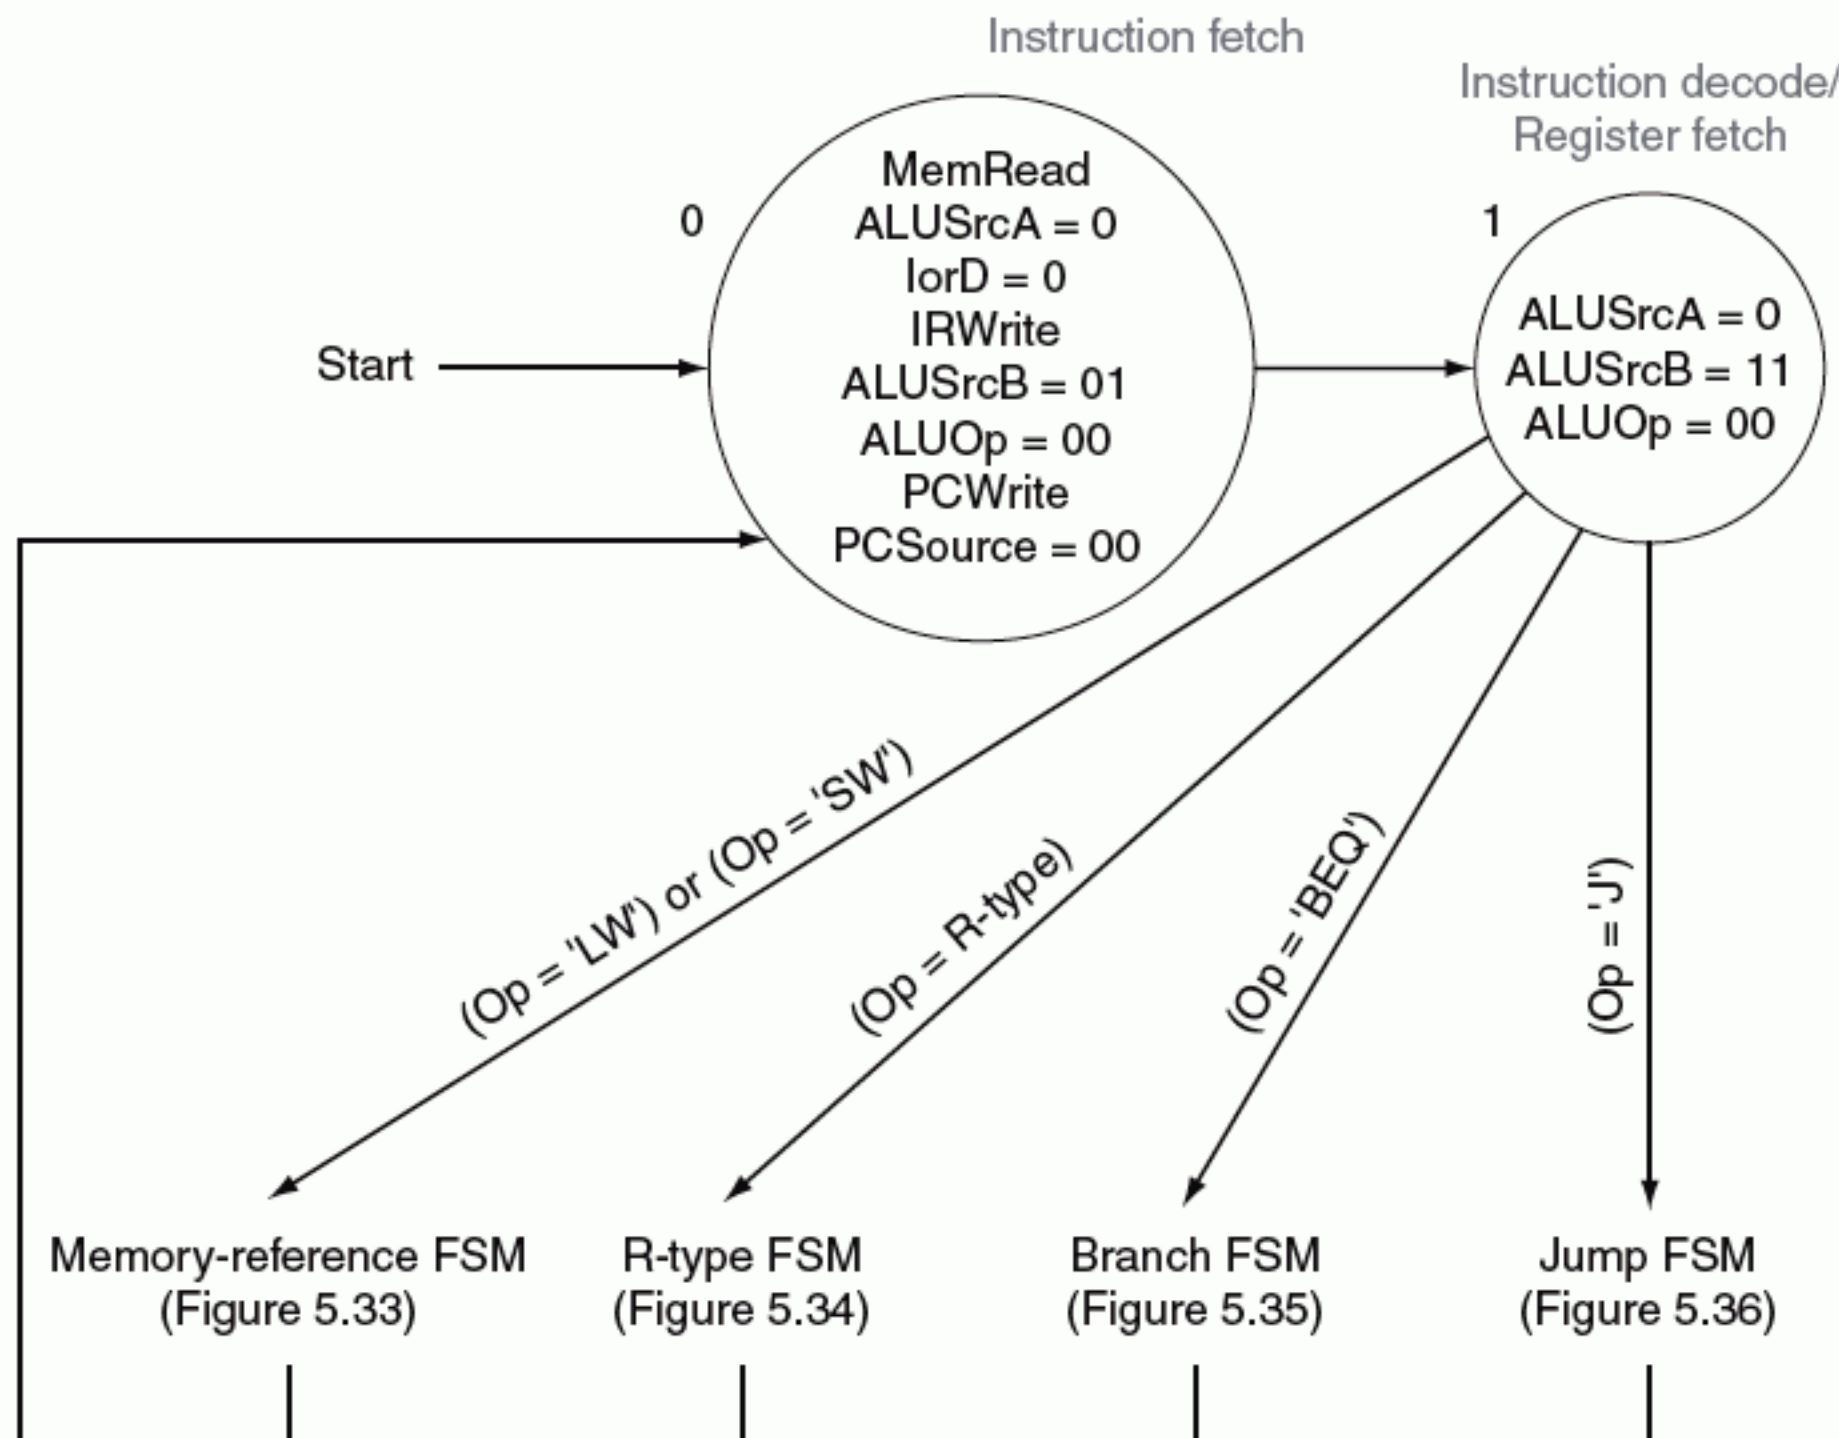 Instruction fetch
Instruction decode/
Register fetch
0
MemRead
ALUSrcA = 0
IorD = 0
IRWrite
ALUSrcB = 01
ALUOp = 00
PCWrite
PCSource = 00
1
ALUSrcA = 0
ALUSrcB = 11
ALUOp = 00
Start
(Op = 'LW') or (Op = 'SW')
(Op = R-type)
(Op = 'BEQ')
(Op = 'J')
Memory-reference FSM
(Figure 5.33)
R-type FSM
(Figure 5.34)
Branch FSM
(Figure 5.35)
Jump FSM
(Figure 5.36)